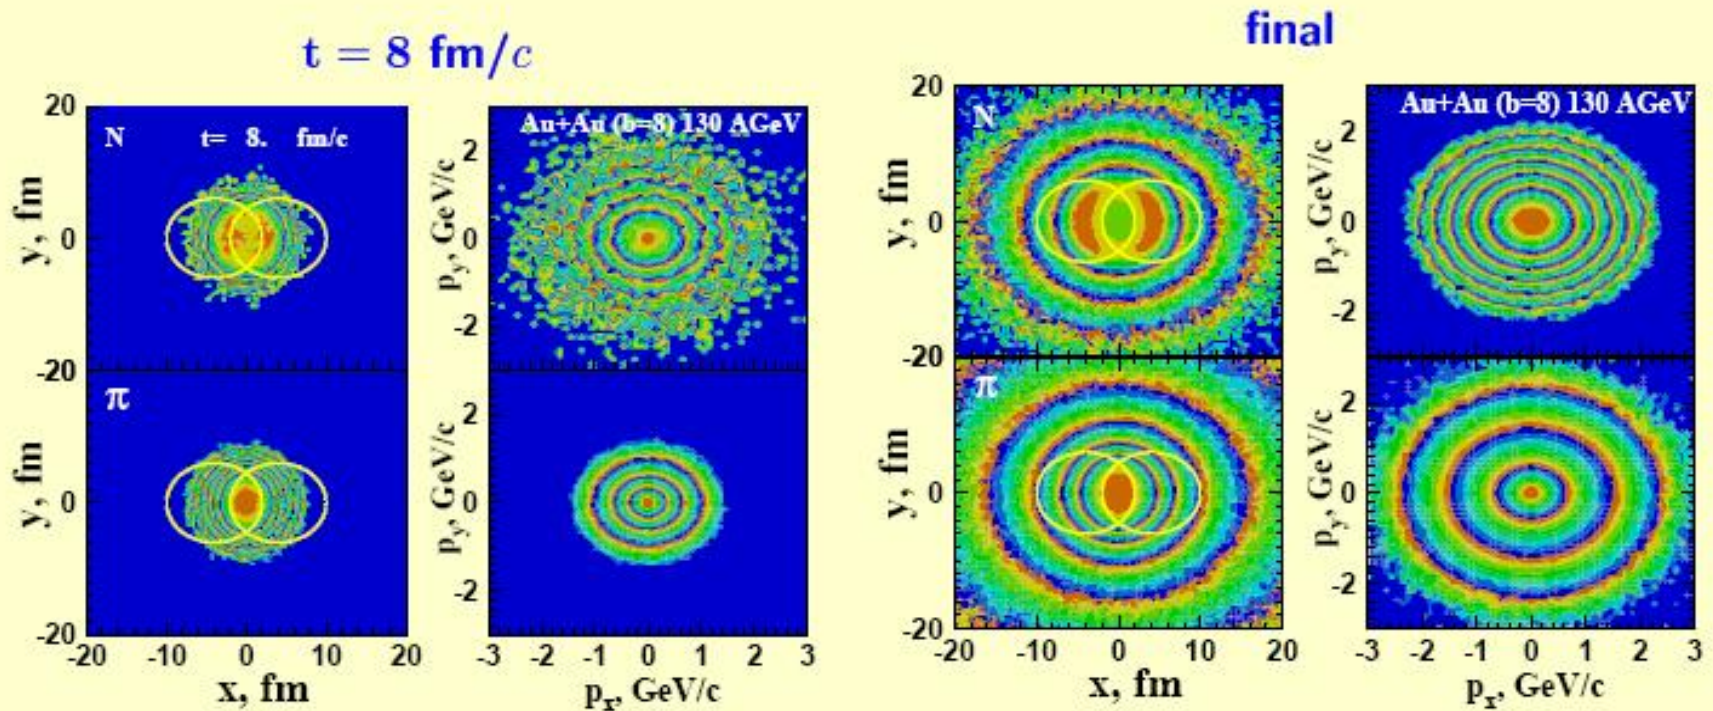 t = 8 fm/c
final
N t= 8. fm/c
Au+Au (b=8) 130 AGeV
20
0
-20
y, fm
2
0
-2
p_y, GeV/c
π
0
-20
y, fm
2
0
-2
p_y, GeV/c
-20 -10 0 10 20
x, fm
-3 -2 -1 0 1 2 3
p_x, GeV/c
N
Au+Au (b=8) 130 AGeV
20
10
0
-10
-20
y, fm
2
0
-2
p_y, GeV/c
π
10
0
-10
-20
y, fm
2
0
-2
p_y, GeV/c
-20 -10 0 10 20
x, fm
-3 -2 -1 0 1 2 3
p_x, GeV/c